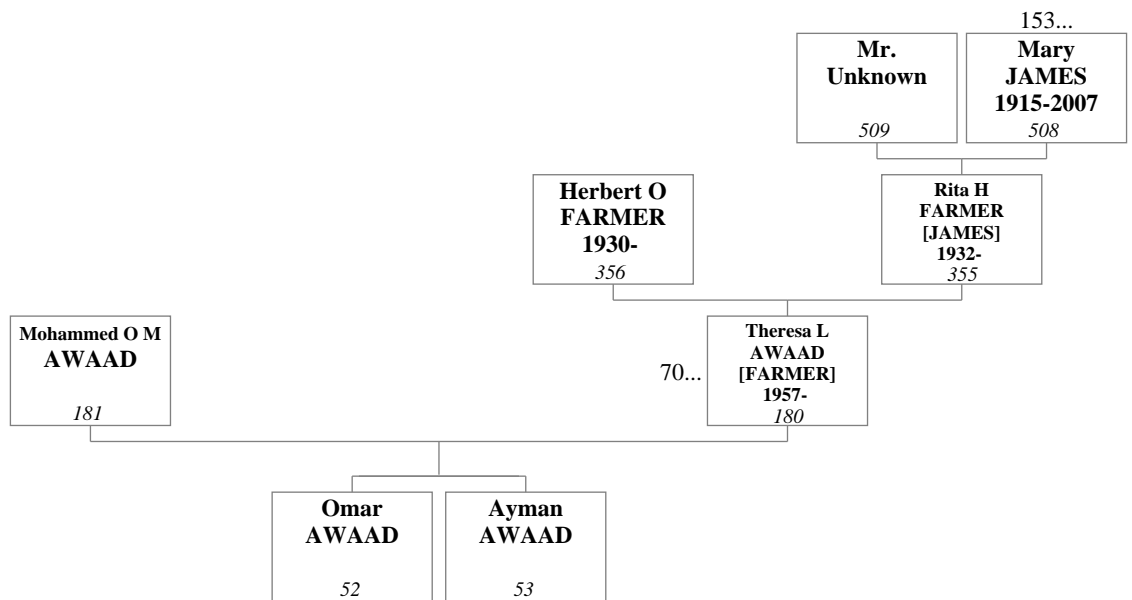 153...
Mr.
Unknown
509
Mary
JAMES
1915-2007
508
Herbert O
FARMER
1930-
356
Rita H
FARMER
[JAMES]
1932-
355
Mohammed O M
AWAAD
181
70...
Theresa L
AWAAD
[FARMER]
1957-
180
Omar
AWAAD
52
Ayman
AWAAD
53